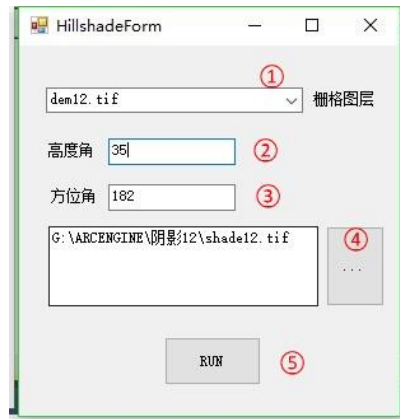 HillshadeForm
①
dem12.tif 栅格图层
高度角 35 ②
方位角 182 ③
G:\ARCENGINE\阴影12\shade12.tif ④
...
RUN ⑤